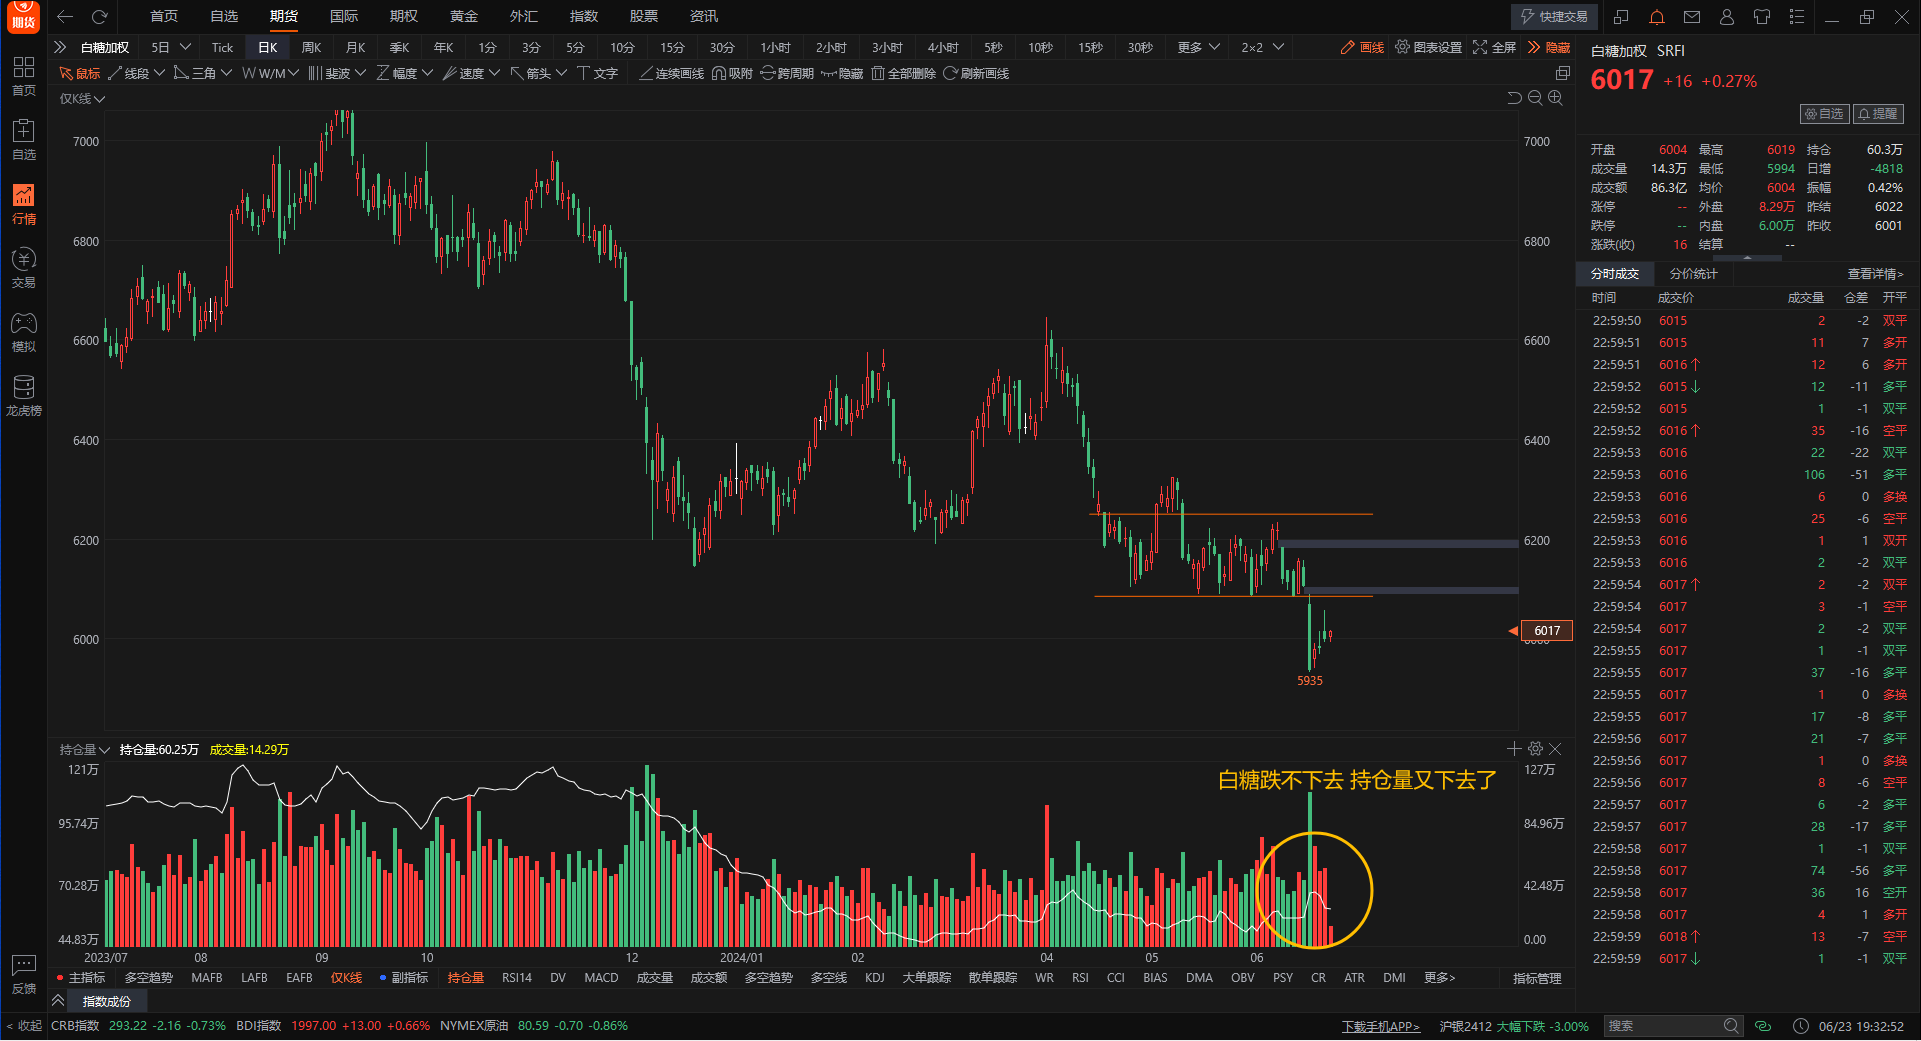 期货 首页 自选 期货 国际 期权 黄金 外汇 指数 股票 资讯 快捷交易
白糖加权 5日 Tick 日K 周K 月K 季K 年K 1分 3分 5分 10分 15分 30分 1小时 2小时 3小时 4小时 5秒 10秒 15秒 30秒 更多 2×2 画线 图表设置 全屏 隐藏
鼠标 线段 三角 W/M 斐波 幅度 速度 箭头 文字 连续画线 吸附 跨周期 隐藏 全部删除 刷新画线
仅K线
首页
自选
行情
交易
模拟
龙虎榜
反馈
7000 7000
6800 6800
6600 6600
6400 6400
6200 6200
6000
6017
5935
持仓量 持仓量:60.25万 成交量:14.29万
白糖跌不下去 持仓量又下去了
121万 127万
95.74万 84.96万
70.28万 42.48万
44.83万 0.00
2023/07 08 09 10 12 2024/01 02 04 05 06
主指标 多空趋势 MAFB LAFB EAFB 仅K线 副指标 持仓量 RSI14 DV MACD 成交量 成交额 多空趋势 多空线 KDJ 大单跟踪 散单跟踪 WR RSI CCI BIAS DMA OBV PSY CR ATR DMI 更多> 指标管理
指数成份
< 收起 CRB指数 293.22 -2.16 -0.73% BDI指数 1997.00 +13.00 +0.66% NYMEX原油 80.59 -0.70 -0.86% 下载手机APP> 沪银2412 大幅下跌 -3.00% 搜索 06/23 19:32:52
白糖加权 SRFI
6017 +16 +0.27%
自选 提醒
开盘 6004 最高 6019 持仓 60.3万
成交量 14.3万 最低 5994 日增 -4818
成交额 86.3亿 均价 6004 振幅 0.42%
涨停 -- 外盘 8.29万 昨结 6022
跌停 -- 内盘 6.00万 昨收 6001
涨跌(收) 16 结算 --
分时成交 分价统计 查看详情>
时间 成交价 成交量 仓差 开平
22:59:50 6015 2 -2 双平
22:59:51 6015 11 7 多开
22:59:51 6016↑ 12 6 多开
22:59:52 6015↓ 12 -11 多平
22:59:52 6015 1 -1 双平
22:59:52 6016↑ 35 -16 空平
22:59:53 6016 22 -22 双平
22:59:53 6016 106 -51 多平
22:59:53 6016 6 0 多换
22:59:53 6016 25 -6 空平
22:59:53 6016 1 1 双开
22:59:53 6016 2 -2 双平
22:59:54 6017↑ 2 -2 双平
22:59:54 6017 3 -1 空平
22:59:54 6017 2 -2 双平
22:59:55 6017 1 -1 双平
22:59:55 6017 37 -16 多平
22:59:55 6017 1 0 多换
22:59:55 6017 17 -8 多平
22:59:56 6017 21 -7 多平
22:59:56 6017 1 0 多换
22:59:56 6017 8 -6 空平
22:59:57 6017 6 -2 多平
22:59:57 6017 28 -17 多平
22:59:58 6017 1 -1 双平
22:59:58 6017 74 -56 多平
22:59:58 6017 36 16 空开
22:59:58 6017 4 1 多开
22:59:59 6018↑ 13 -7 空平
22:59:59 6017↓ 1 -1 双平